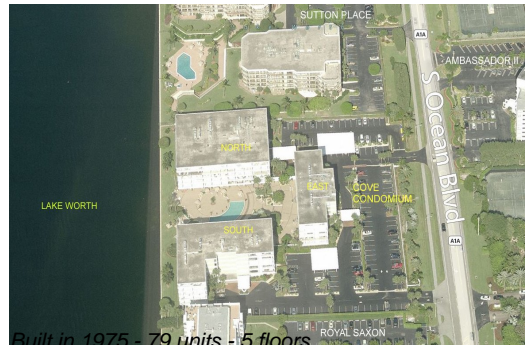 SUTTON PLACE
A1A
AMBASSADOR II
S Ocean Blvd
NORTH
EAST
COVE
CONDOMIUM
LAKE WORTH
SOUTH
A1A
ROYAL SAXON
Built in 1975 - 79 units - 5 floors